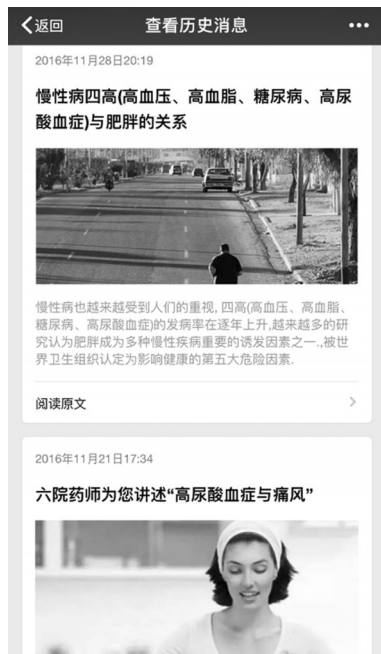 返回
查看历史消息
2016年11月28日20:19
慢性病四高(高血压、高血脂、糖尿病、高尿
酸血症)与肥胖的关系
慢性病也越来越受到人们的重视, 四高(高血压、高血脂、
糖尿病、高尿酸血症)的发病率在逐年上升,越来越多的研
究认为肥胖成为多种慢性疾病重要的诱发因素之一.,被世
界卫生组织认定为影响健康的第五大危险因素.
阅读原文
2016年11月21日17:34
六院药师为您讲述“高尿酸血症与痛风”